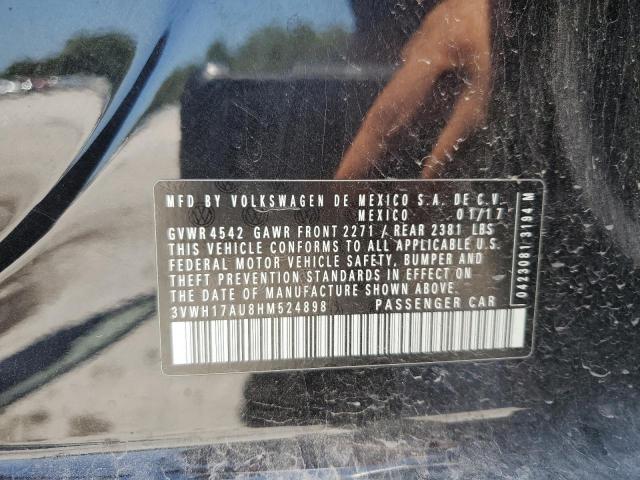 MFD BY VOLKSWAGEN DE MEXICO S.A. DE C.V.
MEXICO 01/17
GVWR 4542 GAWR FRONT 2271 / REAR 2381 LBS
THIS VEHICLE CONFORMS TO ALL APPLICABLE U.S.
FEDERAL MOTOR VEHICLE SAFETY, BUMPER AND
THEFT PREVENTION STANDARDS IN EFFECT ON
THE DATE OF MANUFACTURE SHOWN ABOVE.
3VWH17AU8HM524898 PASSENGER CAR
0423081 3194 M